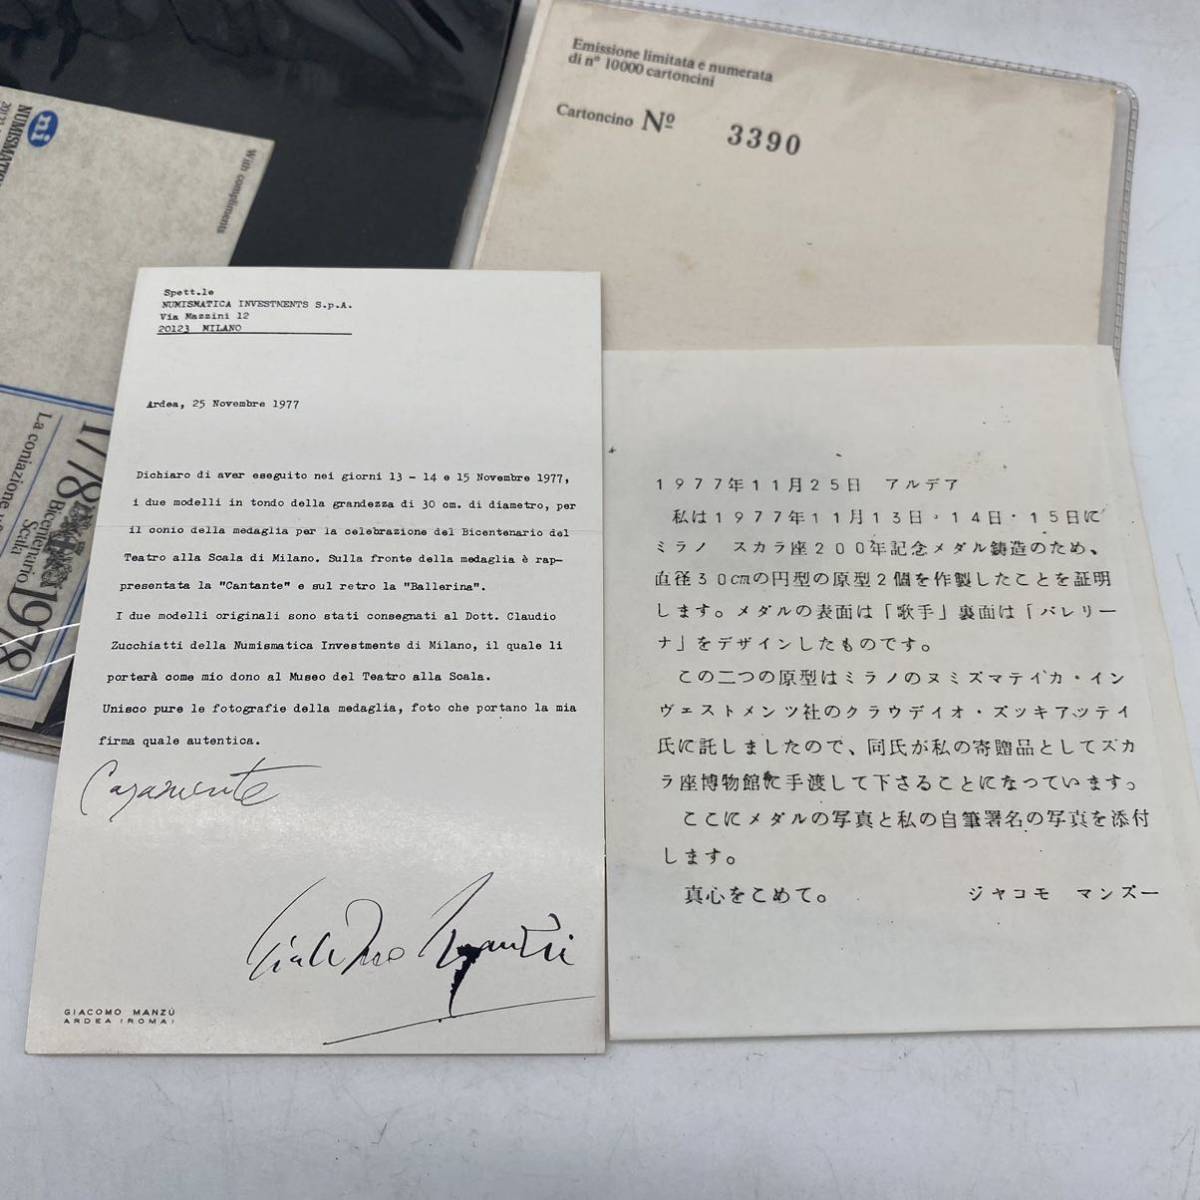 Emissione limitata e numerata
di n° 10000 cartoncini
Cartoncino Nº 3390
With compliments
ni
1778 1978
Bicentenario
Scala
Spett.le
NUMISMATICA INVESTMENTS S.p.A.
Via Mazzini 12
20123 MILANO
Ardea, 25 Novembre 1977
Dichiaro di aver eseguito nei giorni 13 - 14 e 15 Novembre 1977,
i due modelli in tondo della grandezza di 30 cm. di diametro, per
il conio della medaglia per la celebrazione del Bicentenario del
Teatro alla Scala di Milano. Sulla fronte della medaglia è rap-
presentata la "Cantante" e sul retro la "Ballerina".
I due modelli originali sono stati consegnati al Dott. Claudio
Zucchiatti della Numismatica Investments di Milano, il quale li
porterà come mio dono al Museo del Teatro alla Scala.
Unisco pure le fotografie della medaglia, foto che portano la mia
firma quale autentica.
Giacomo Manzù
GIACOMO MANZÙ
ARDEA (ROMA)
1977年11月25日 アルデア
私は1977年11月13日・14日・15日に
ミラノ スカラ座200年記念メダル鋳造のため、
直径30cmの円型の原型2個を作製したことを証明
します。メダルの表面は「歌手」裏面は「バレリー
ナ」をデザインしたものです。
この二つの原型はミラノのヌミズマテイカ・イン
ヴェストメンツ社のクラウデイオ・ズッキアッテイ
氏に託しましたので、同氏が私の寄贈品としてスカ
ラ座博物館に手渡して下さることになっています。
ここにメダルの写真と私の自筆署名の写真を添付
します。
真心をこめて。 ジャコモ マンズー